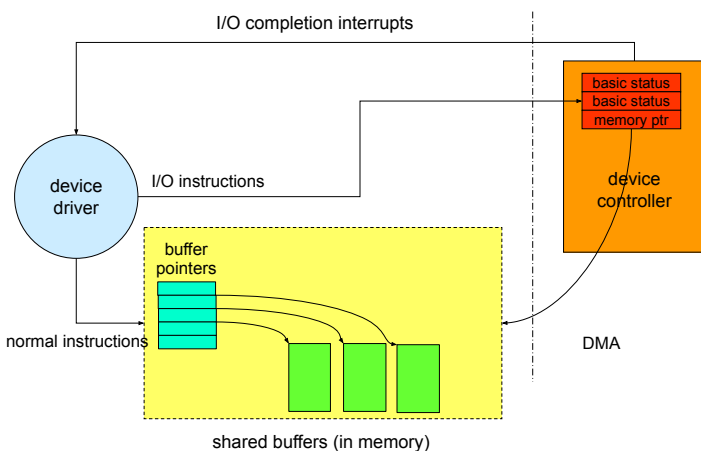 I/O completion interrupts
basic status
basic status
memory ptr
device
driver
I/O instructions
device
controller
buffer
pointers
normal instructions
DMA
shared buffers (in memory)